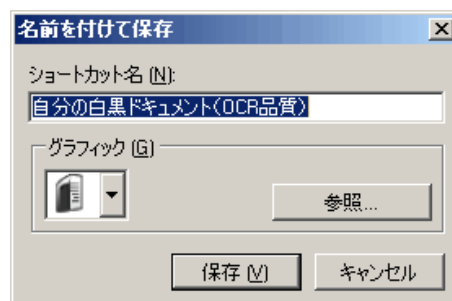 名前を付けて保存
ショートカット名 (N):
自分の白黒ドキュメント(OCR品質)
グラフィック (G)
参照...
保存 (V)
キャンセル